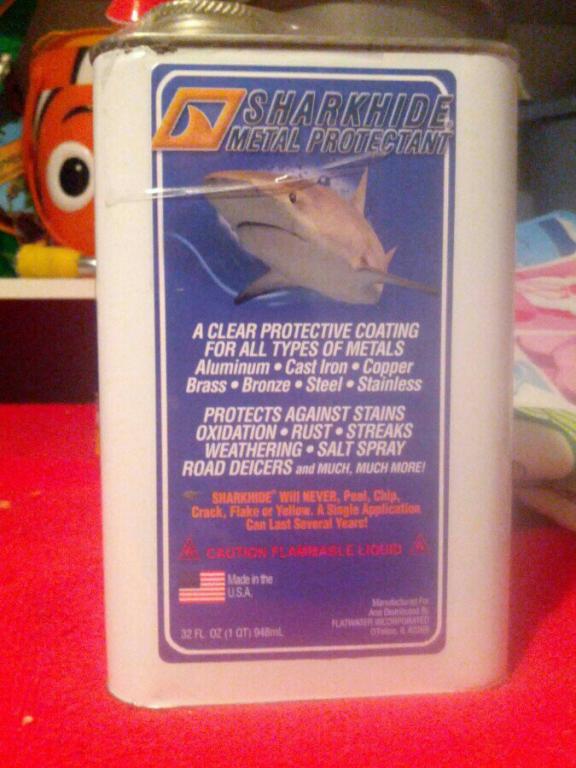 SHARKHIDE®
METAL PROTECTANT
A CLEAR PROTECTIVE COATING
FOR ALL TYPES OF METALS
Aluminum • Cast Iron • Copper
Brass • Bronze • Steel • Stainless
PROTECTS AGAINST STAINS
OXIDATION • RUST • STREAKS
WEATHERING • SALT SPRAY
ROAD DEICERS and MUCH, MUCH MORE!
SHARKHIDE® Will NEVER, Peel, Chip,
Crack, Flake or Yellow. A Single Application
Can Last Several Years!
CAUTION FLAMMABLE LIQUID
Made in the
U.S.A.
Manufactured For
And Distributed By
FLATWATER INCORPORATED
O'Fallon, IL
32 FL. OZ (1 QT) 948mL